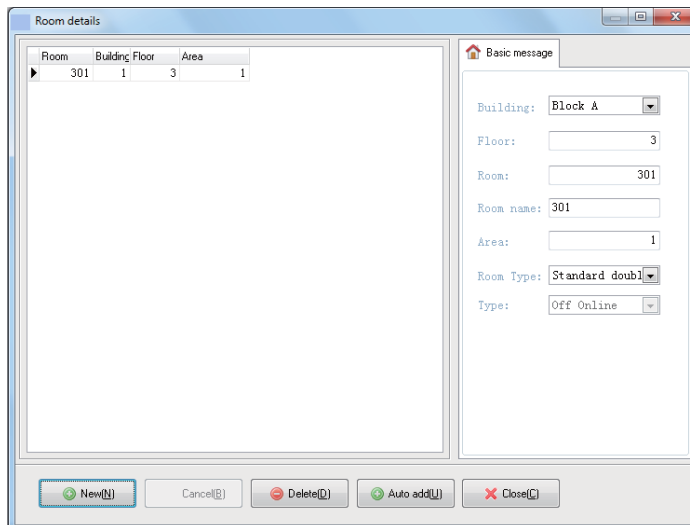 Room details
Room Building Floor Area
301 1 3 1
Basic message
Building: Block A
Floor: 3
Room: 301
Room name: 301
Area: 1
Room Type: Standard doubl
Type: Off Online
New(N) Cancel(B) Delete(D) Auto add(U) Close(C)